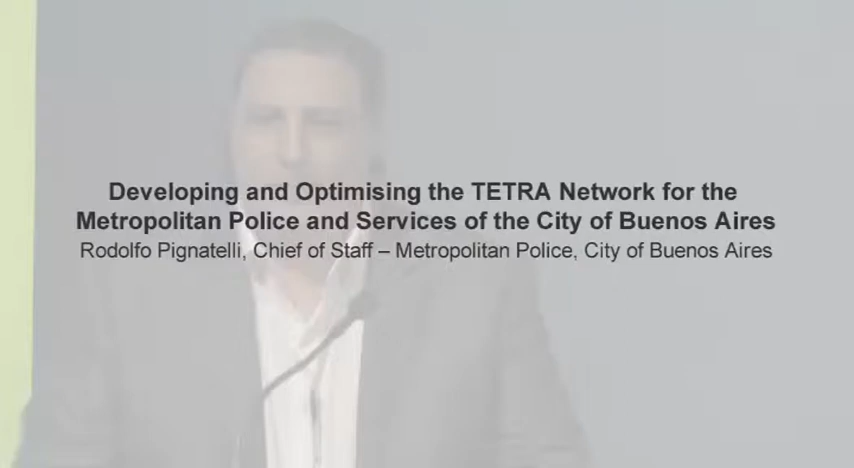 Developing and Optimising the TETRA Network for the
Metropolitan Police and Services of the City of Buenos Aires
Rodolfo Pignatelli, Chief of Staff – Metropolitan Police, City of Buenos Aires